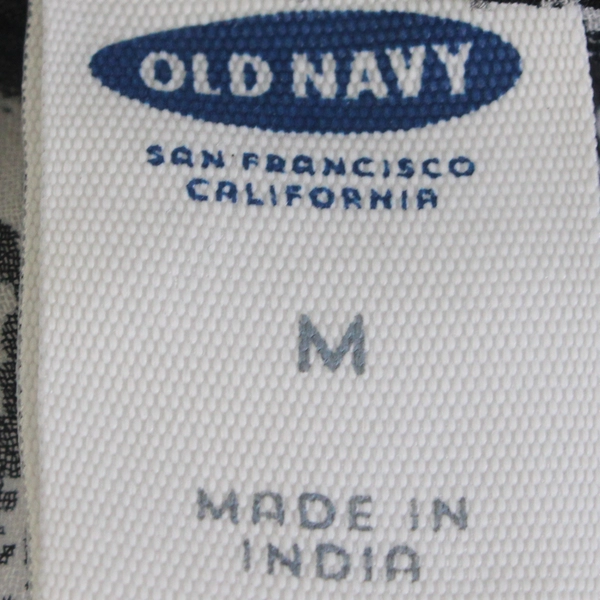 OLD NAVY
SAN FRANCISCO
CALIFORNIA
M
MADE IN
INDIA